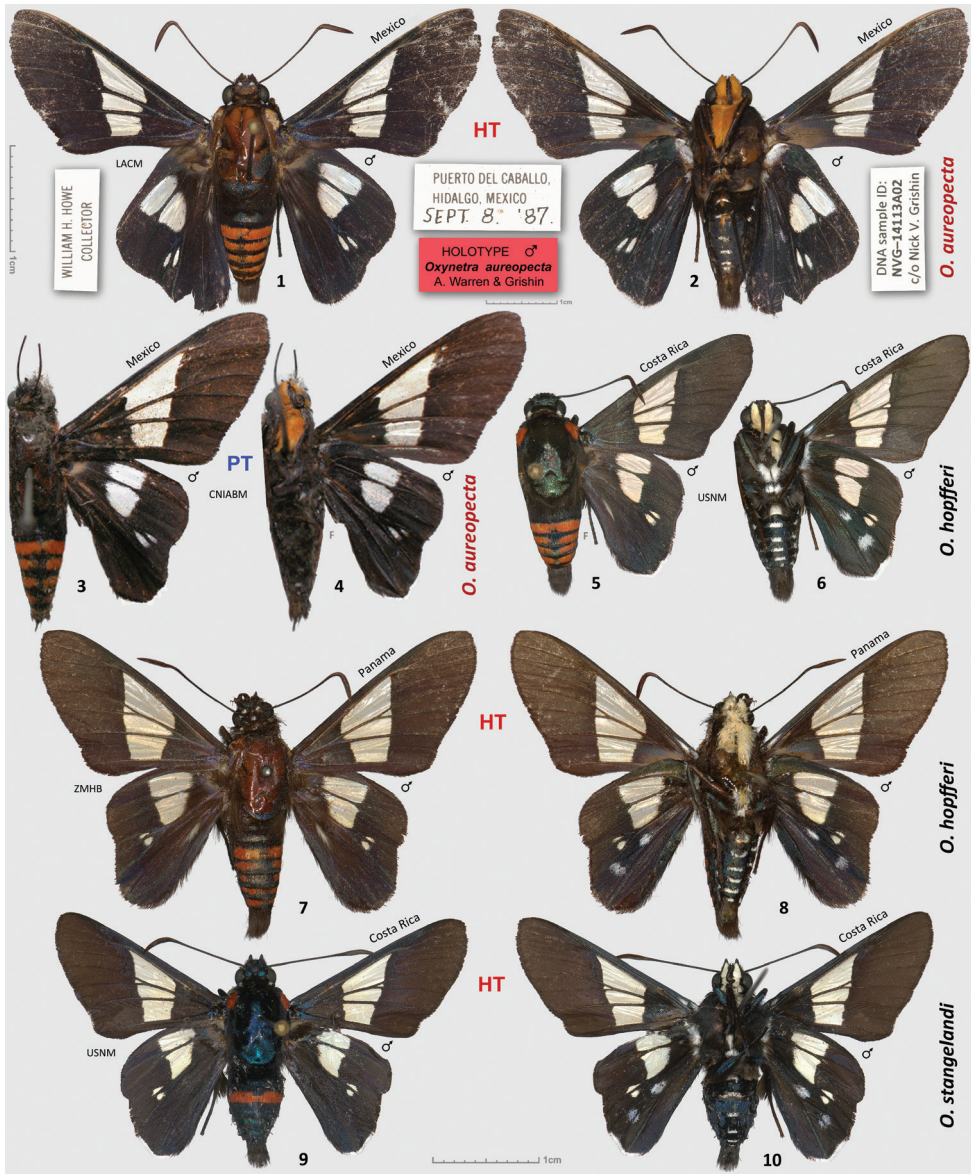 Mexico
Mexico
HT
LACM
♂
♂
WILLIAM H. HOWE
COLLECTOR
PUERTO DEL CABALLO,
HIDALGO, MEXICO
SEPT. 8. '87.
HOLOTYPE ♂
Oxynetra aureopecta
A. Warren & Grishin
DNA sample ID:
NVG–14113A02
c/o Nick V. Grishin
O. aureopecta
1cm
1cm
1
2
Mexico
Mexico
Costa Rica
Costa Rica
PT
♂
♂
♂
♂
CNIABM
USNM
F
F
O. aureopecta
O. hopfferi
3
4
5
6
Panama
Panama
HT
ZMHB
♂
♂
O. hopfferi
7
8
Costa Rica
Costa Rica
HT
USNM
♂
♂
O. stangelandi
9
1cm
10